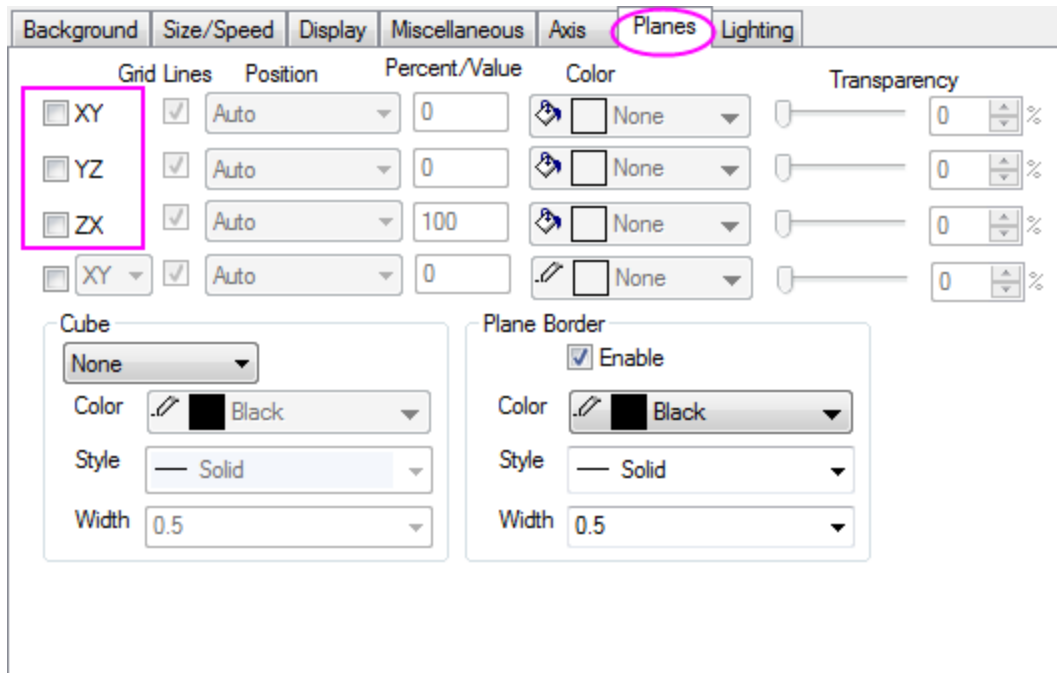 Background Size/Speed Display Miscellaneous Axis Planes Lighting
Grid Lines Position Percent/Value Color Transparency
XY Auto 0 None 0 %
YZ Auto 0 None 0 %
ZX Auto 100 None 0 %
XY Auto 0 None 0 %
Cube Plane Border
None Enable
Color Black Color Black
Style Solid Style Solid
Width 0.5 Width 0.5